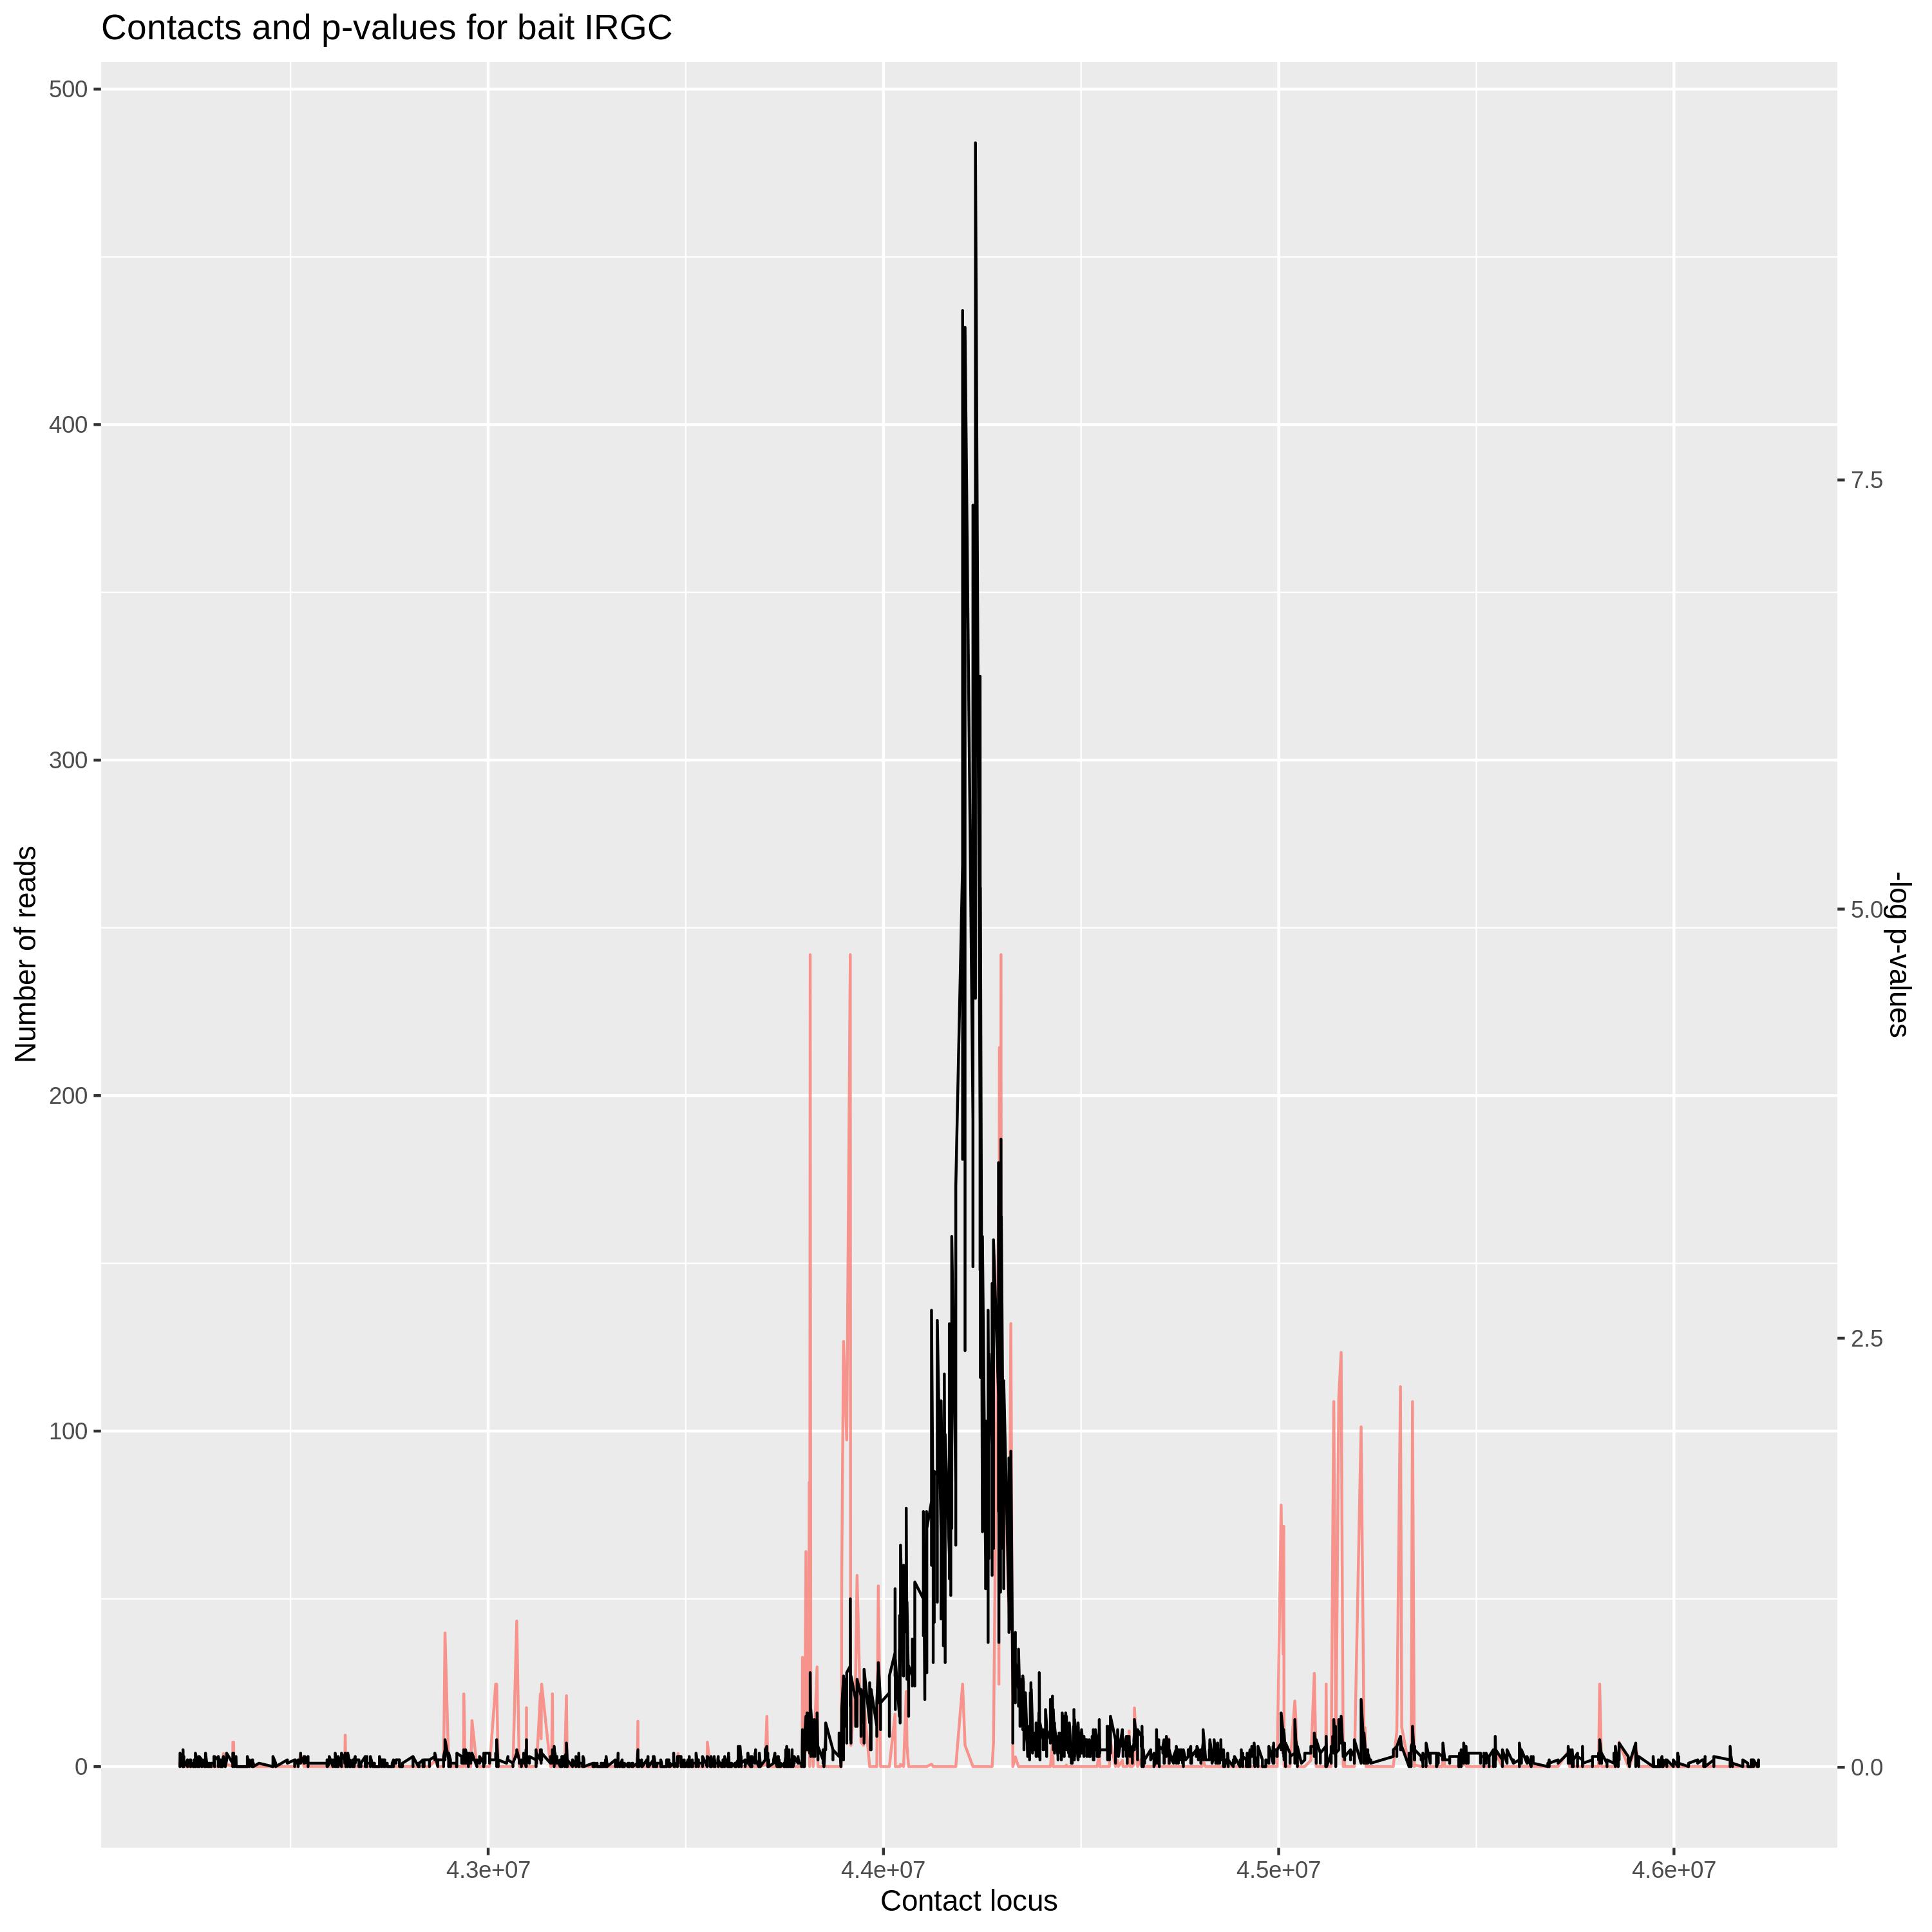 Contacts and p-values for bait IRGC
500
400
300
200
100
0
Number of reads
7.5
5.0
2.5
0.0
-log p-values
4.3e+07
4.4e+07
4.5e+07
4.6e+07
Contact locus